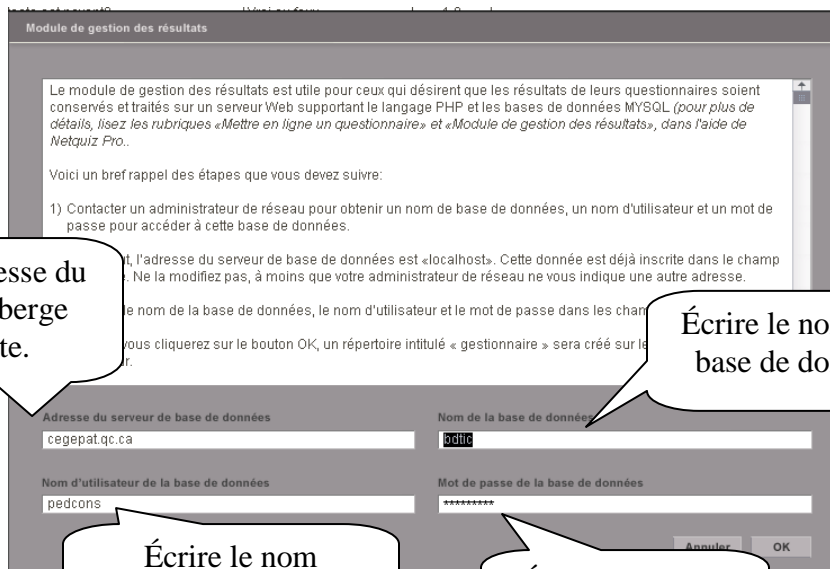 Module de gestion des résultats
Le module de gestion des résultats est utile pour ceux qui désirent que les résultats de leurs questionnaires soient
conservés et traités sur un serveur Web supportant le langage PHP et les bases de données MYSQL (pour plus de
détails, lisez les rubriques «Mettre en ligne un questionnaire» et «Module de gestion des résultats», dans l'aide de
Netquiz Pro..
Voici un bref rappel des étapes que vous devez suivre:
1) Contacter un administrateur de réseau pour obtenir un nom de base de données, un nom d'utilisateur et un mot de
passe pour accéder à cette base de données.
l'adresse du serveur de base de données est «localhost». Cette donnée est déjà inscrite dans le champ
Ne la modifiez pas, à moins que votre administrateur de réseau ne vous indique une autre adresse.
le nom de la base de données, le nom d'utilisateur et le mot de passe dans les
vous cliquerez sur le bouton OK, un répertoire intitulé « gestionnaire » sera créé sur
esse du
berge
te.
Écrire le no
base de do
Adresse du serveur de base de données
Nom de la base de données
cegepat.qc.ca
bdtic
Nom d'utilisateur de la base de données
Mot de passe de la base de données
pedcons
*********
Annuler
OK
Écrire le nom